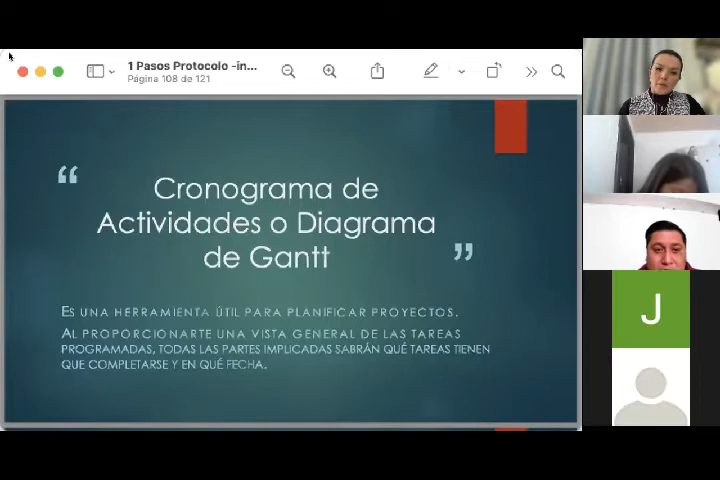 1 Pasos Protocolo -in...
Página 108 de 121
“ Cronograma de
Actividades o Diagrama
de Gantt ”
ES UNA HERRAMIENTA ÚTIL PARA PLANIFICAR PROYECTOS.
AL PROPORCIONARTE UNA VISTA GENERAL DE LAS TAREAS
PROGRAMADAS, TODAS LAS PARTES IMPLICADAS SABRÁN QUÉ TAREAS TIENEN
QUE COMPLETARSE Y EN QUÉ FECHA.
J